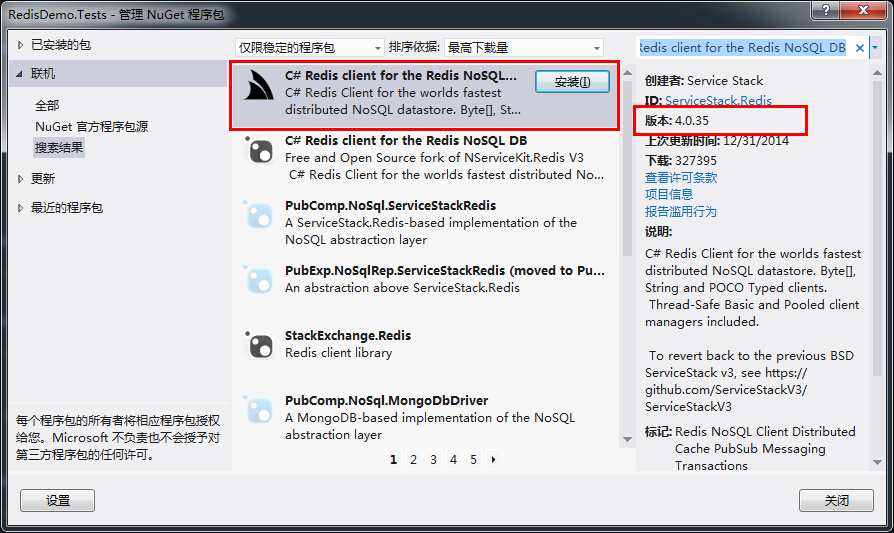 RedisDemo.Tests - 管理 NuGet 程序包
已安装的包
联机
全部
NuGet 官方程序包源
搜索结果
更新
最近的程序包
每个程序包的所有者将相应程序包授权
给您。Microsoft 不负责也不会授予对
第三方程序包的任何许可。
设置
仅限稳定的程序包
排序依据: 最高下载量
C# Redis client for the Redis NoSQL...
安装(I)
C# Redis Client for the worlds fastest
distributed NoSQL datastore. Byte[], St...
C# Redis client for the Redis NoSQL DB
Free and Open Source fork of NServiceKit.Redis V3
C# Redis Client for the worlds fastest distributed No...
PubComp.NoSql.ServiceStackRedis
A ServiceStack.Redis-based implementation of the
NoSQL abstraction layer
PubExp.NoSqlRep.ServiceStackRedis (moved to Pu...
An abstraction above ServiceStack.Redis
StackExchange.Redis
Redis client library
PubComp.NoSql.MongoDbDriver
A MongoDB-based implementation of the NoSQL
abstraction layer
1 2 3 4 5
Redis client for the Redis NoSQL DB
创建者: Service Stack
ID: ServiceStack.Redis
版本: 4.0.35
上次更新时间: 12/31/2014
下载: 327395
查看许可条款
项目信息
报告滥用行为
说明:
C# Redis Client for the worlds fastest
distributed NoSQL datastore. Byte[],
String and POCO Typed clients.
Thread-Safe Basic and Pooled client
managers included.
To revert back to the previous BSD
ServiceStack v3, see https://
github.com/ServiceStackV3/
ServiceStackV3
标记: Redis NoSQL Client Distributed
Cache PubSub Messaging
Transactions
关闭